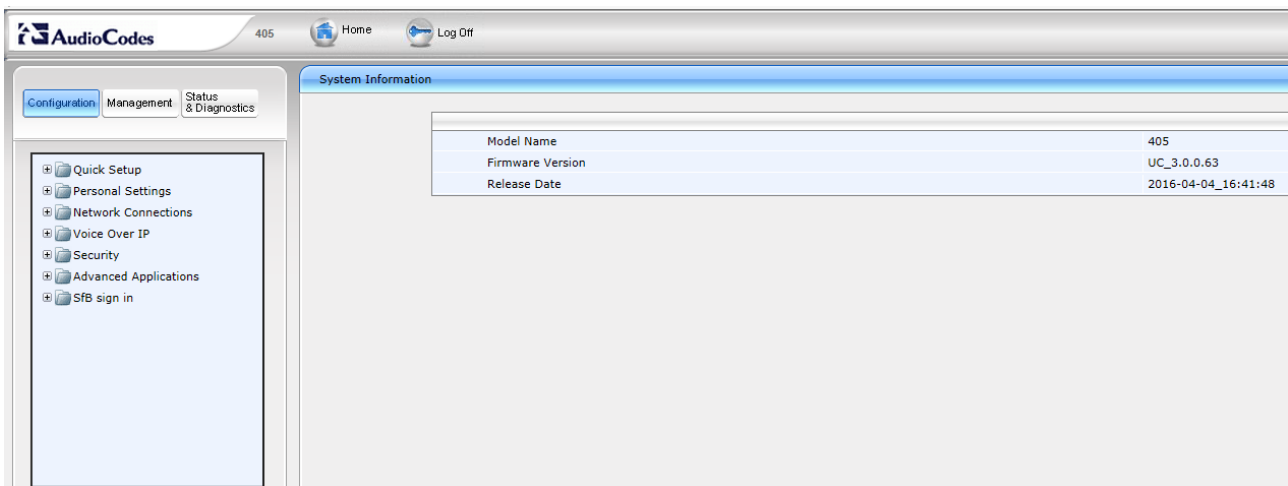 AudioCodes 405 Home Log Off
System Information
Configuration Management Status
& Diagnostics
Quick Setup
Personal Settings
Network Connections
Voice Over IP
Security
Advanced Applications
SfB sign in
Model Name 405
Firmware Version UC_3.0.0.63
Release Date 2016-04-04_16:41:48